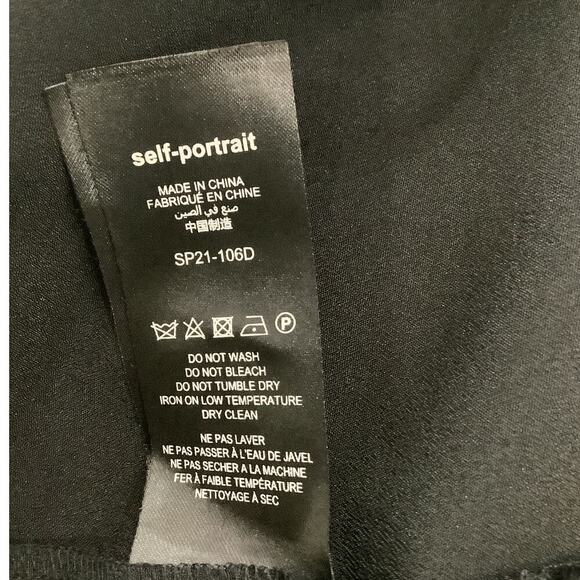 self-portrait
MADE IN CHINA
FABRIQUÉ EN CHINE
صنع في الصين
中国制造
SP21-106D
P
DO NOT WASH
DO NOT BLEACH
DO NOT TUMBLE DRY
IRON ON LOW TEMPERATURE
DRY CLEAN
NE PAS LAVER
NE PAS PASSER À L'EAU DE JAVEL
NE PAS SECHER A LA MACHINE
FER À FAIBLE TEMPÉRATURE
NETTOYAGE À SEC